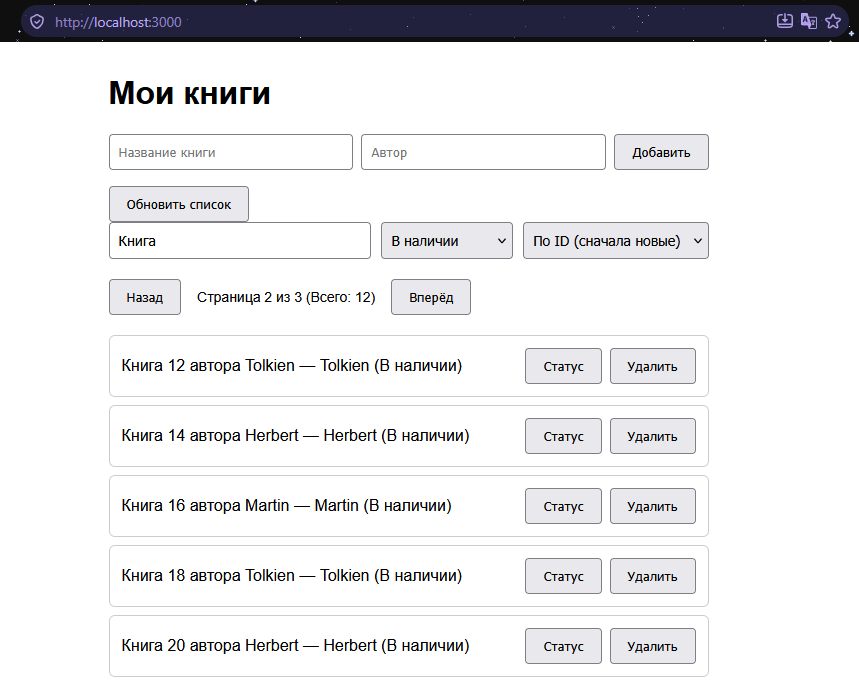 http://localhost:3000
Мои книги
Название книги Автор Добавить
Обновить список
Книга В наличии По ID (сначала новые)
Назад Страница 2 из 3 (Всего: 12) Вперёд
Книга 12 автора Tolkien — Tolkien (В наличии) Статус Удалить
Книга 14 автора Herbert — Herbert (В наличии) Статус Удалить
Книга 16 автора Martin — Martin (В наличии) Статус Удалить
Книга 18 автора Tolkien — Tolkien (В наличии) Статус Удалить
Книга 20 автора Herbert — Herbert (В наличии) Статус Удалить